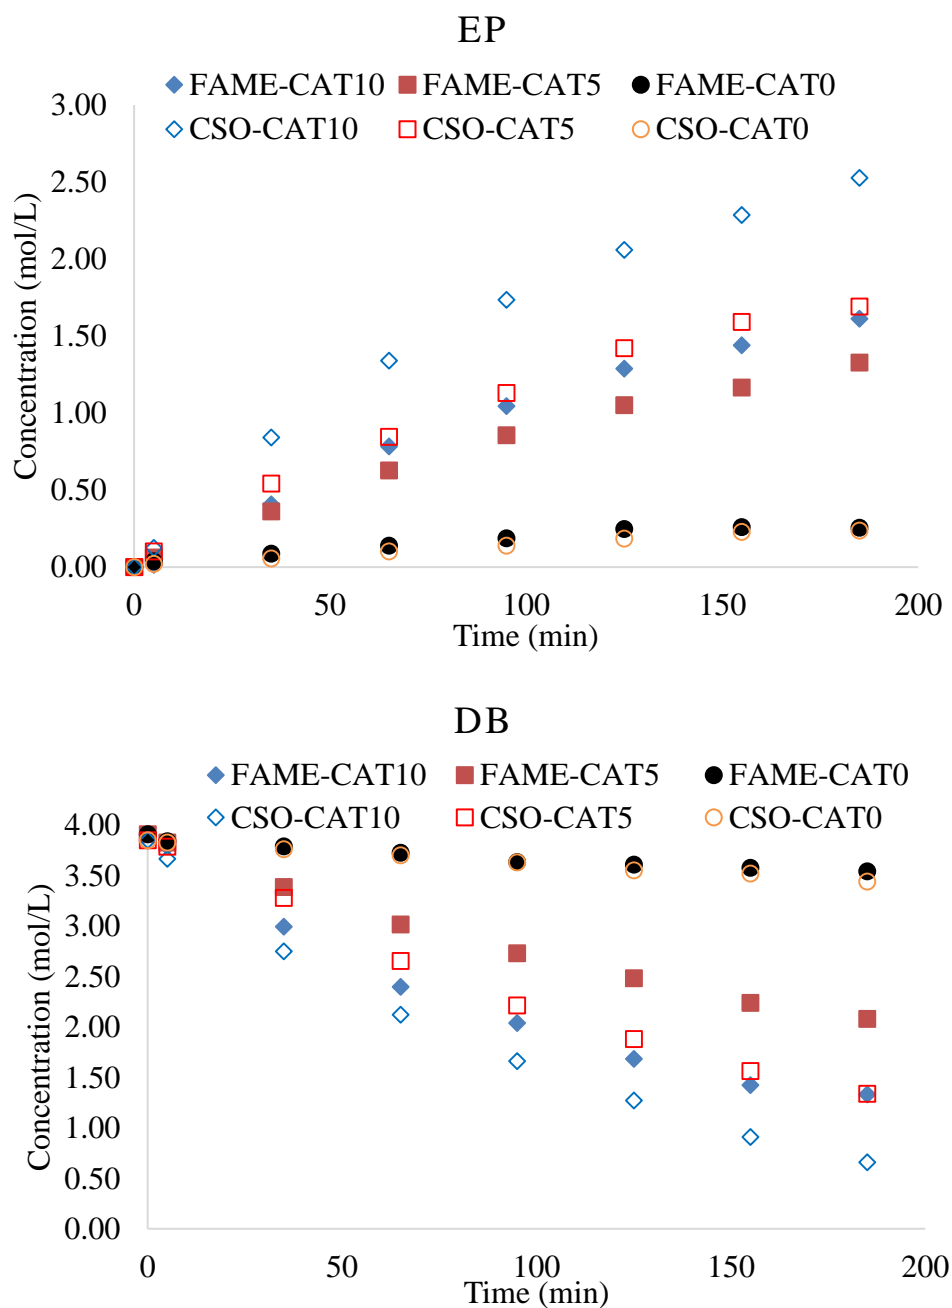 EP
FAME-CAT10 FAME-CAT5 FAME-CAT0
CSO-CAT10 CSO-CAT5 CSO-CAT0
3.00
2.50
2.00
1.50
1.00
0.50
0.00
Concentration (mol/L)
0 50 100 150 200
Time (min)
DB
FAME-CAT10 FAME-CAT5 FAME-CAT0
CSO-CAT10 CSO-CAT5 CSO-CAT0
4.00
3.50
3.00
2.50
2.00
1.50
1.00
0.50
0.00
Concentration (mol/L)
0 50 100 150 200
Time (min)